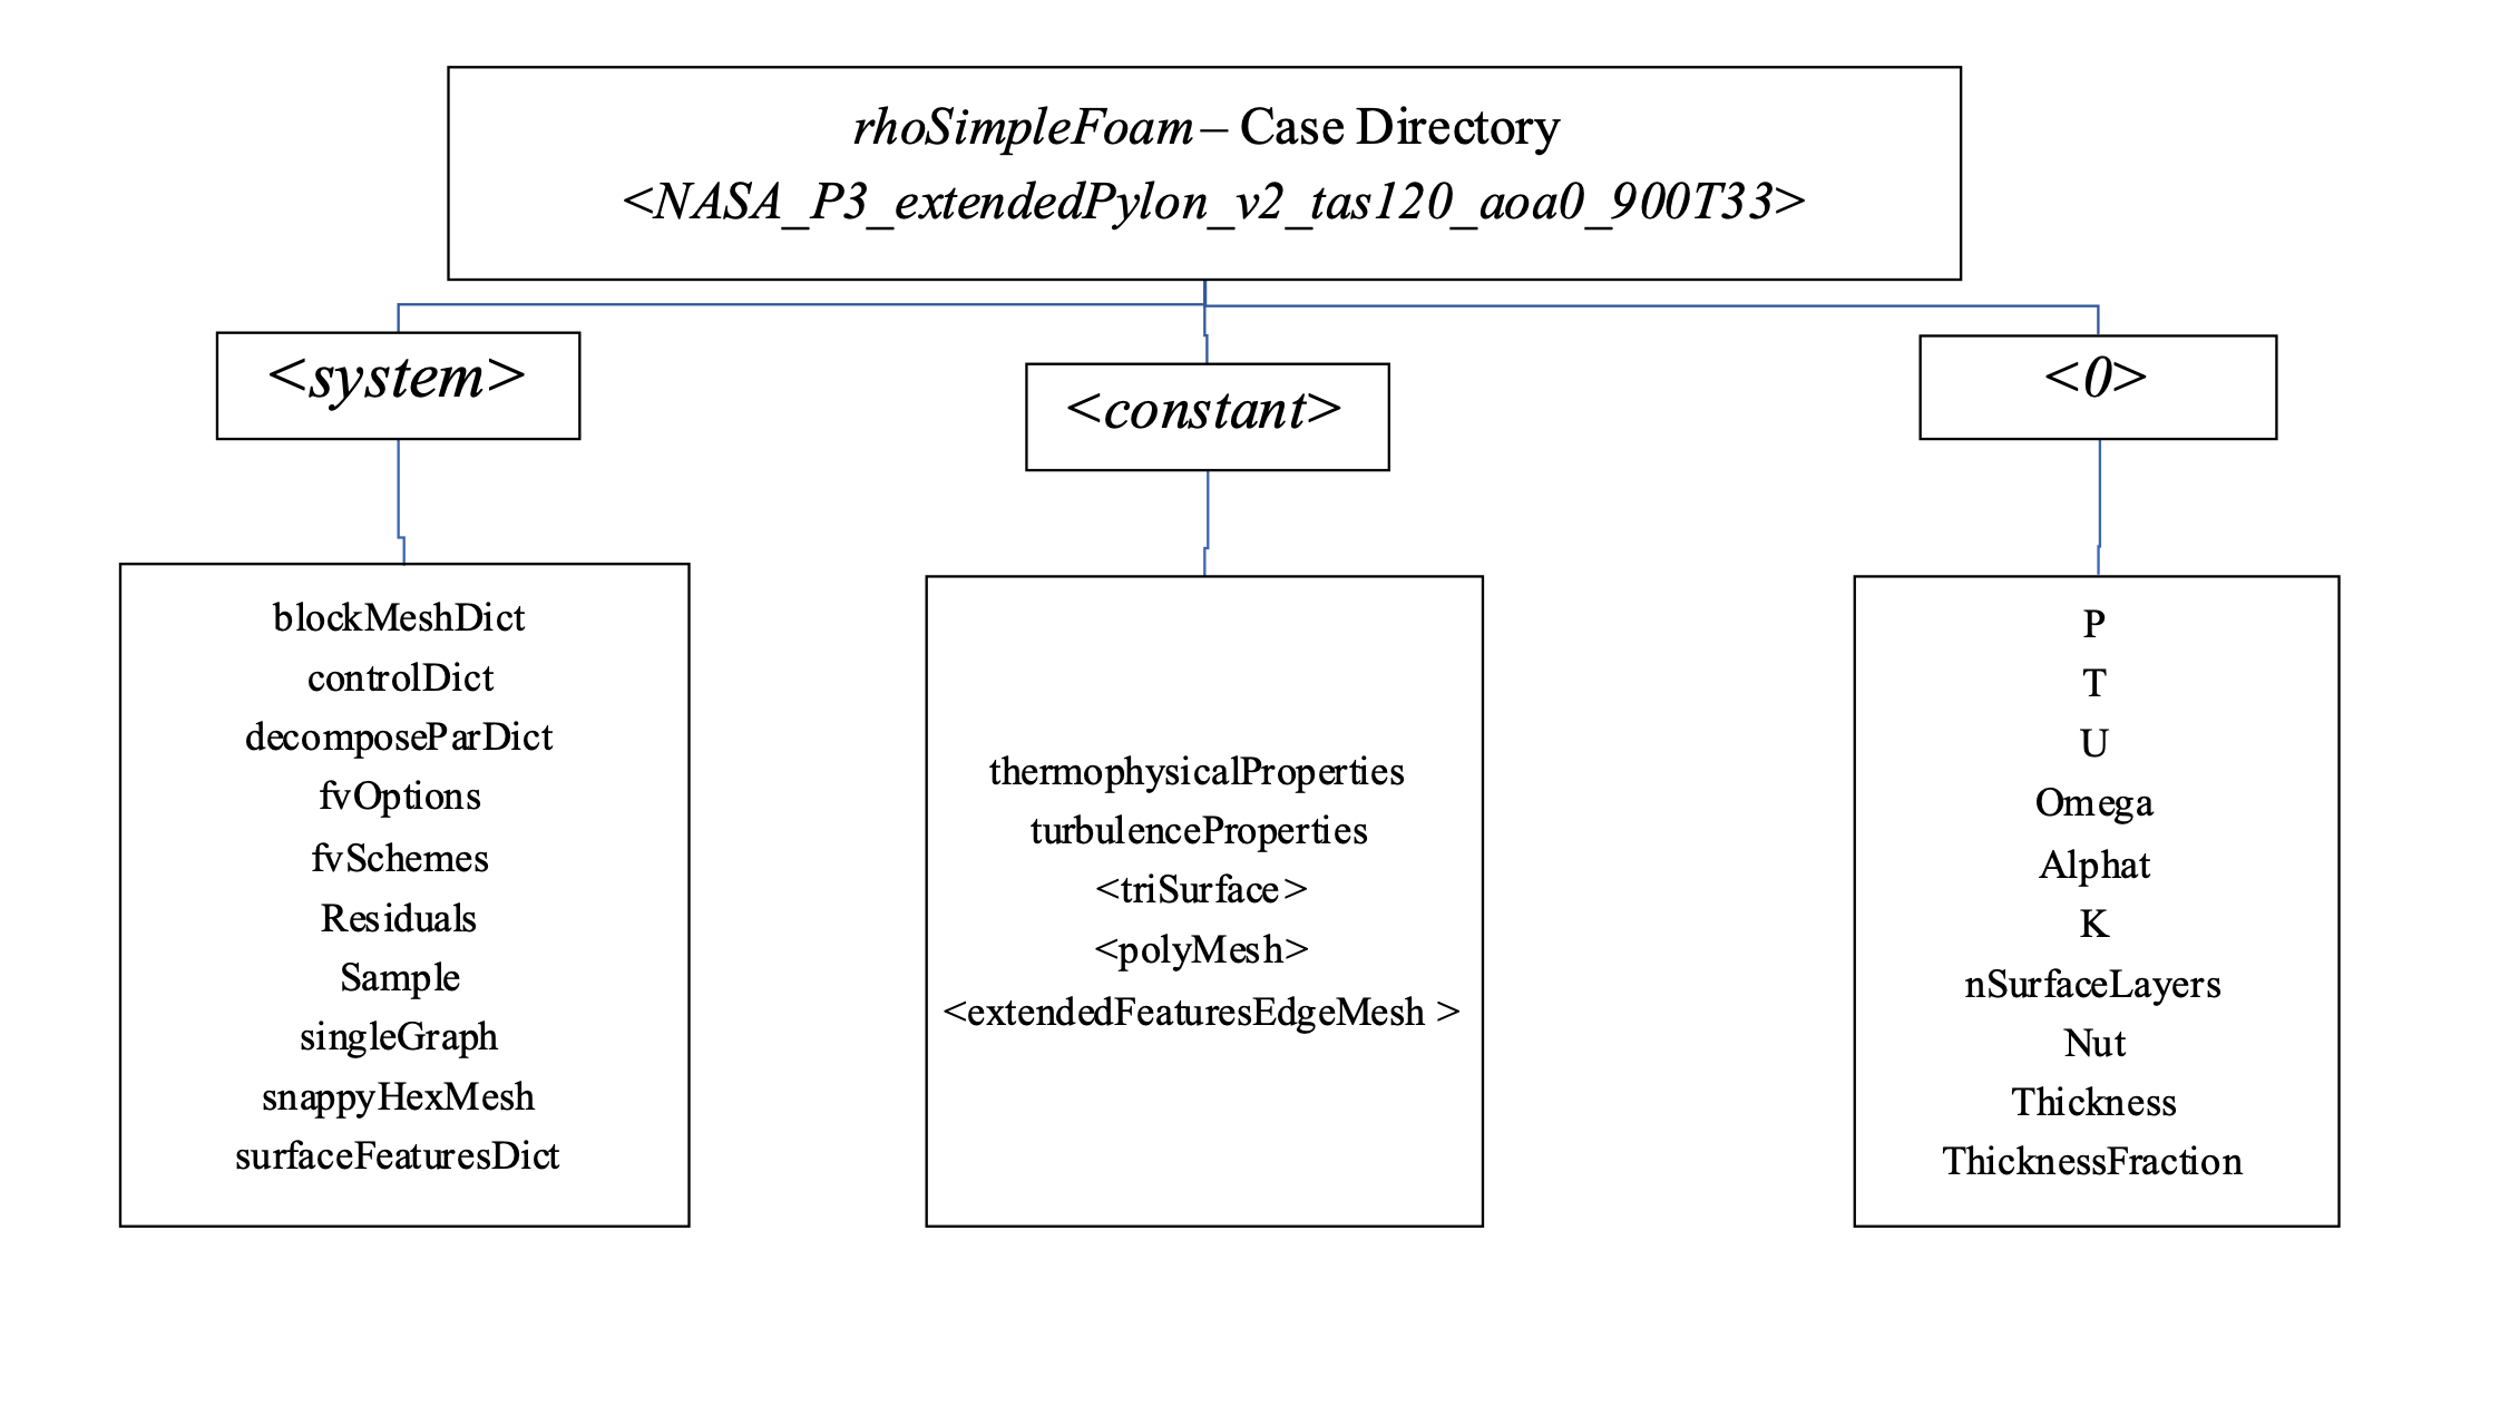 rhoSimpleFoam – Case Directory
<NASA_P3_extendedPylon_v2_tas120_aoa0_900T33>
<system>
<constant>
<0>
blockMeshDict
controlDict
decomposeParDict
fvOptions
fvSchemes
Residuals
Sample
singleGraph
snappyHexMesh
surfaceFeaturesDict
thermophysicalProperties
turbulenceProperties
<triSurface>
<polyMesh>
<extendedFeaturesEdgeMesh >
P
T
U
Omega
Alphat
K
nSurfaceLayers
Nut
Thickness
ThicknessFraction